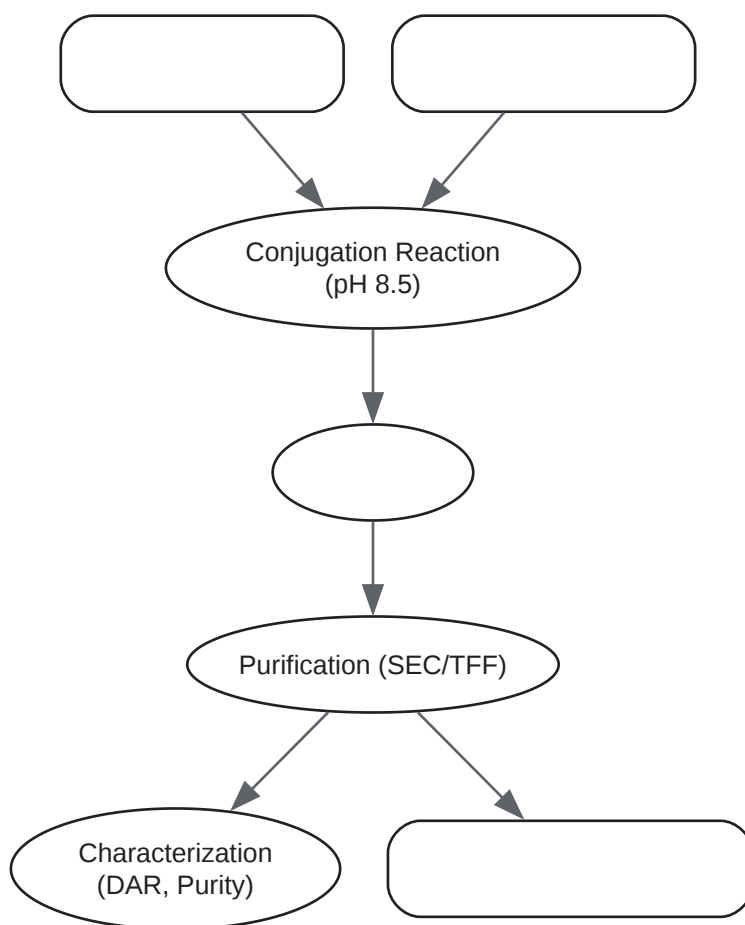 Conjugation Reaction
(pH 8.5)
Purification (SEC/TFF)
Characterization
(DAR, Purity)